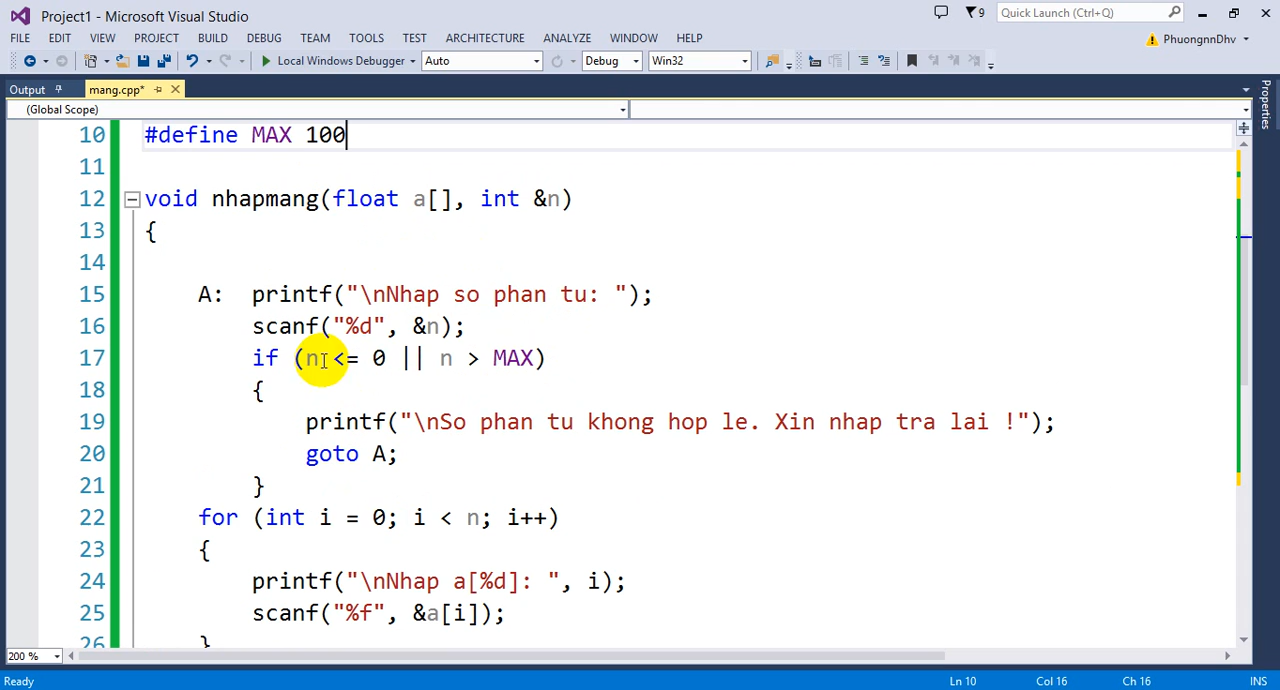 Project1 - Microsoft Visual Studio
9
Quick Launch (Ctrl+Q)
FILE EDIT VIEW PROJECT BUILD DEBUG TEAM TOOLS TEST ARCHITECTURE ANALYZE WINDOW HELP
PhuongnnDhv
Local Windows Debugger Auto Debug Win32
Output mang.cpp*
Properties
(Global Scope)
10 #define MAX 100
11
12 void nhapmang(float a[], int &n)
13 {
14
15 A: printf("\nNhap so phan tu: ");
16 scanf("%d", &n);
17 if (n <= 0 || n > MAX)
18 {
19 printf("\nSo phan tu khong hop le. Xin nhap tra lai !");
20 goto A;
21 }
22 for (int i = 0; i < n; i++)
23 {
24 printf("\nNhap a[%d]: ", i);
25 scanf("%f", &a[i]);
26 }
200 %
Ready Ln 10 Col 16 Ch 16 INS